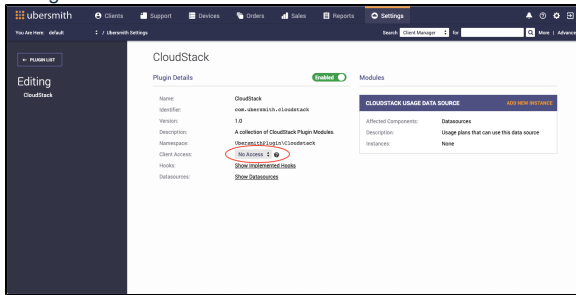 ubersmith
Clients
Support
Devices
Orders
Sales
Reports
Settings
You Are Here: default
/ Ubersmith Settings
Search Client Manager for
More | Advance
← PLUGIN LIST
Editing
CloudStack
CloudStack
Plugin Details
Enabled
Name: CloudStack
Identifier: com.ubersmith.cloudstack
Version: 1.0
Description: A collection of CloudStack Plugin Modules.
Namespace: UbersmithPlugin\Cloudstack
Client Access: No Access
Hooks: Show Implemented Hooks
Datasources: Show Datasources
Modules
CLOUDSTACK USAGE DATA SOURCE ADD NEW INSTANCE
Affected Components: Datasources
Description: Usage plans that can use this data source
Instances: None